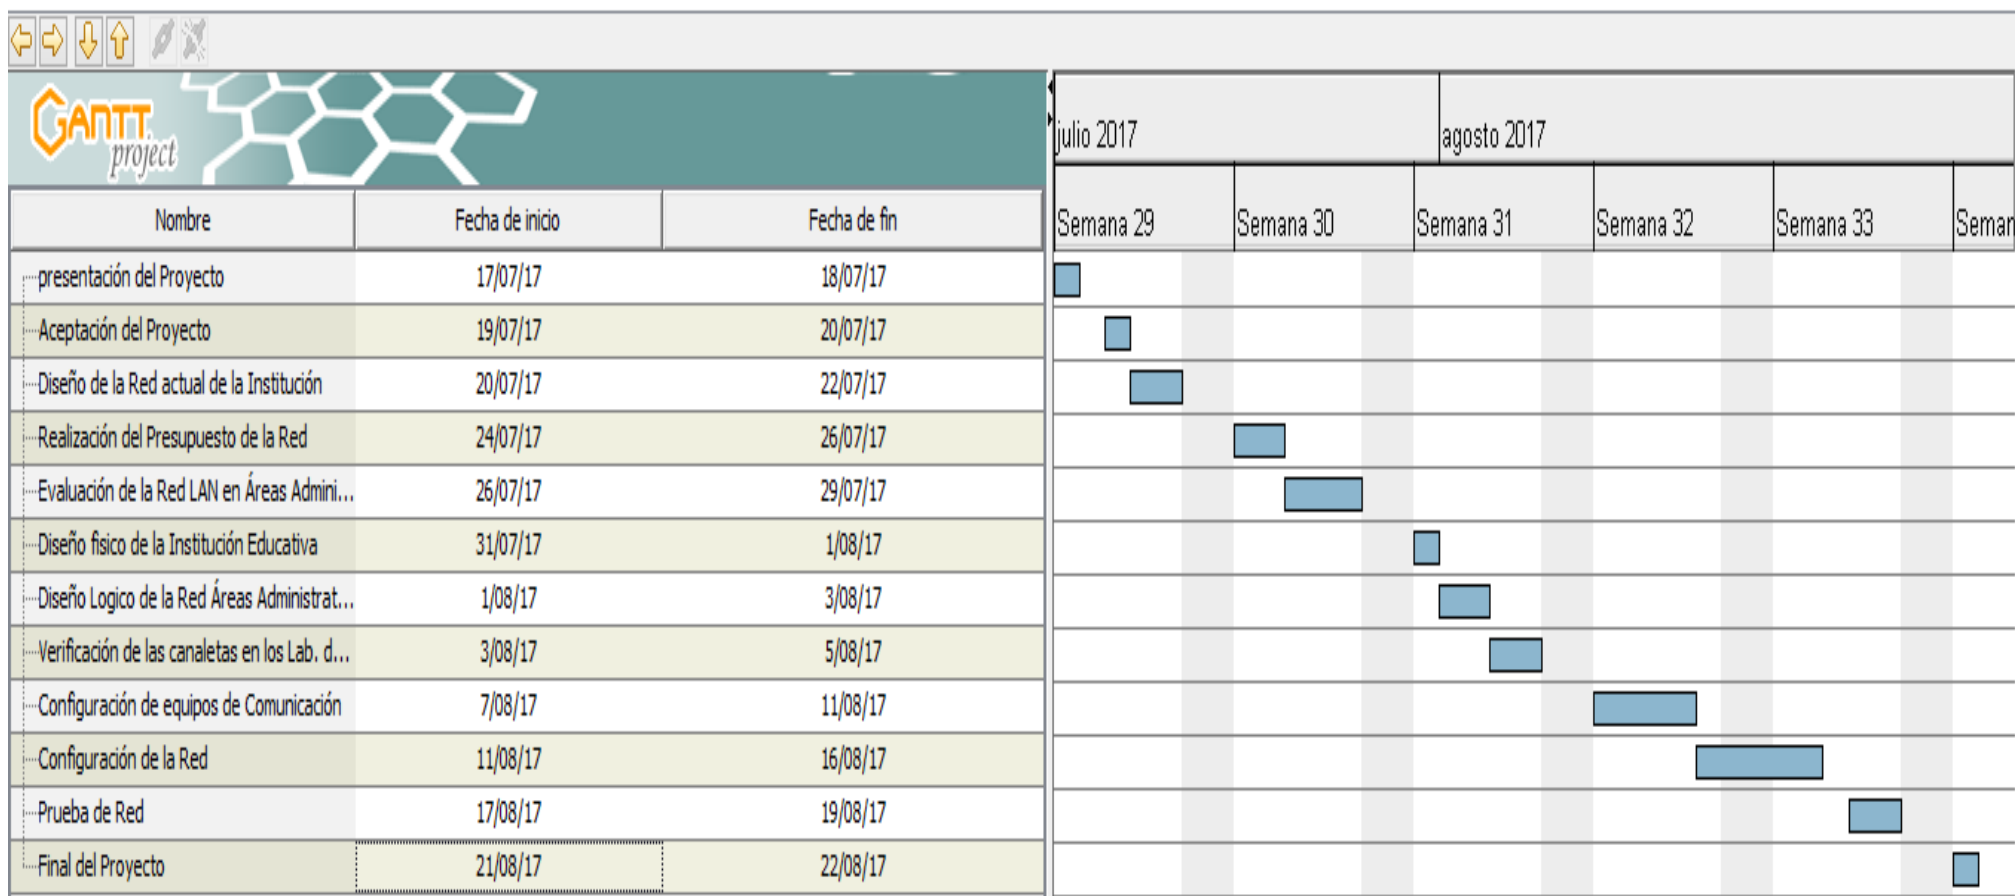 GANTT
project
julio 2017 agosto 2017
Nombre Fecha de inicio Fecha de fin Semana 29 Semana 30 Semana 31 Semana 32 Semana 33 Seman
presentación del Proyecto 17/07/17 18/07/17
Aceptación del Proyecto 19/07/17 20/07/17
Diseño de la Red actual de la Institución 20/07/17 22/07/17
Realización del Presupuesto de la Red 24/07/17 26/07/17
Evaluación de la Red LAN en Áreas Admini... 26/07/17 29/07/17
Diseño fisico de la Institución Educativa 31/07/17 1/08/17
Diseño Logico de la Red Áreas Administrat... 1/08/17 3/08/17
Verificación de las canaletas en los Lab. d... 3/08/17 5/08/17
Configuración de equipos de Comunicación 7/08/17 11/08/17
Configuración de la Red 11/08/17 16/08/17
Prueba de Red 17/08/17 19/08/17
Final del Proyecto 21/08/17 22/08/17